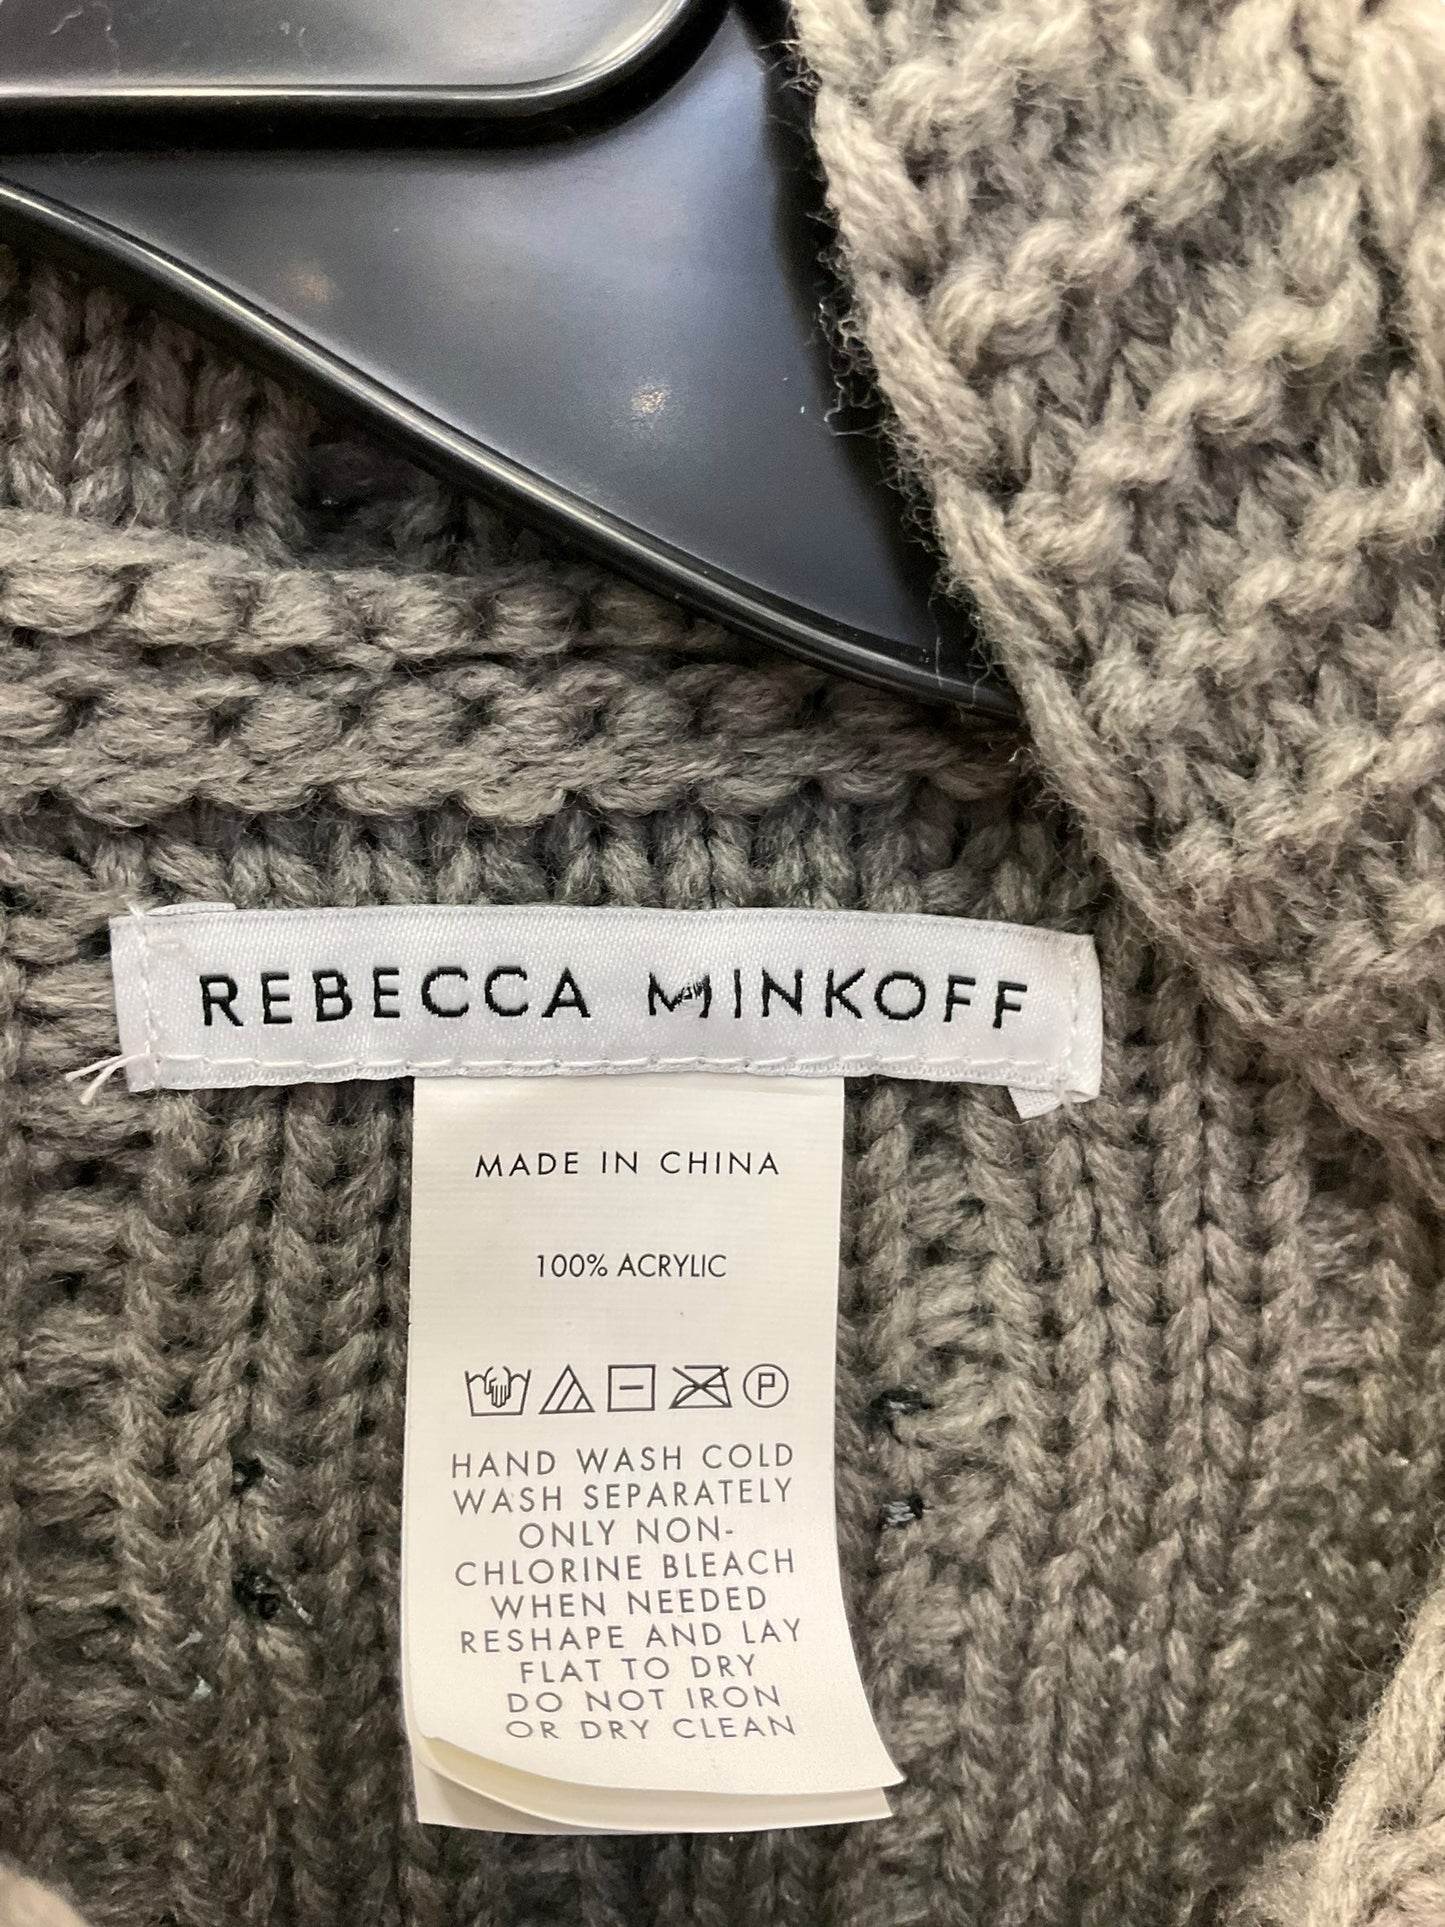 REBECCA MINKOFF
MADE IN CHINA
100% ACRYLIC
P
HAND WASH COLD
WASH SEPARATELY
ONLY NON-
CHLORINE BLEACH
WHEN NEEDED
RESHAPE AND LAY
FLAT TO DRY
DO NOT IRON
OR DRY CLEAN